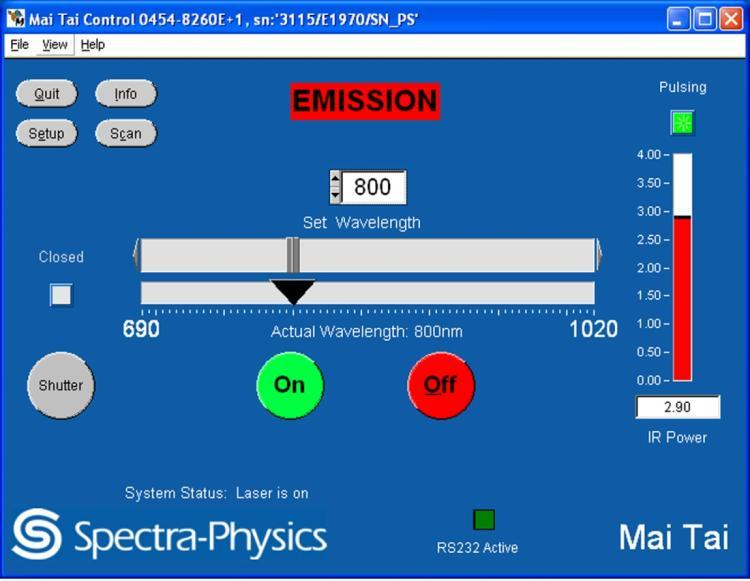 Mai Tai Control 0454-8260E+1, sn:'3115/E1970/SN_PS'
File View Help
Quit Info
Setup Scan
EMISSION
Pulsing
800
Set Wavelength
Closed
690
Actual Wavelength: 800nm
1020
4.00
3.50
3.00
2.50
2.00
1.50
1.00
0.50
0.00
2.90
IR Power
Shutter
On
Off
System Status: Laser is on
Spectra-Physics
RS232 Active
Mai Tai